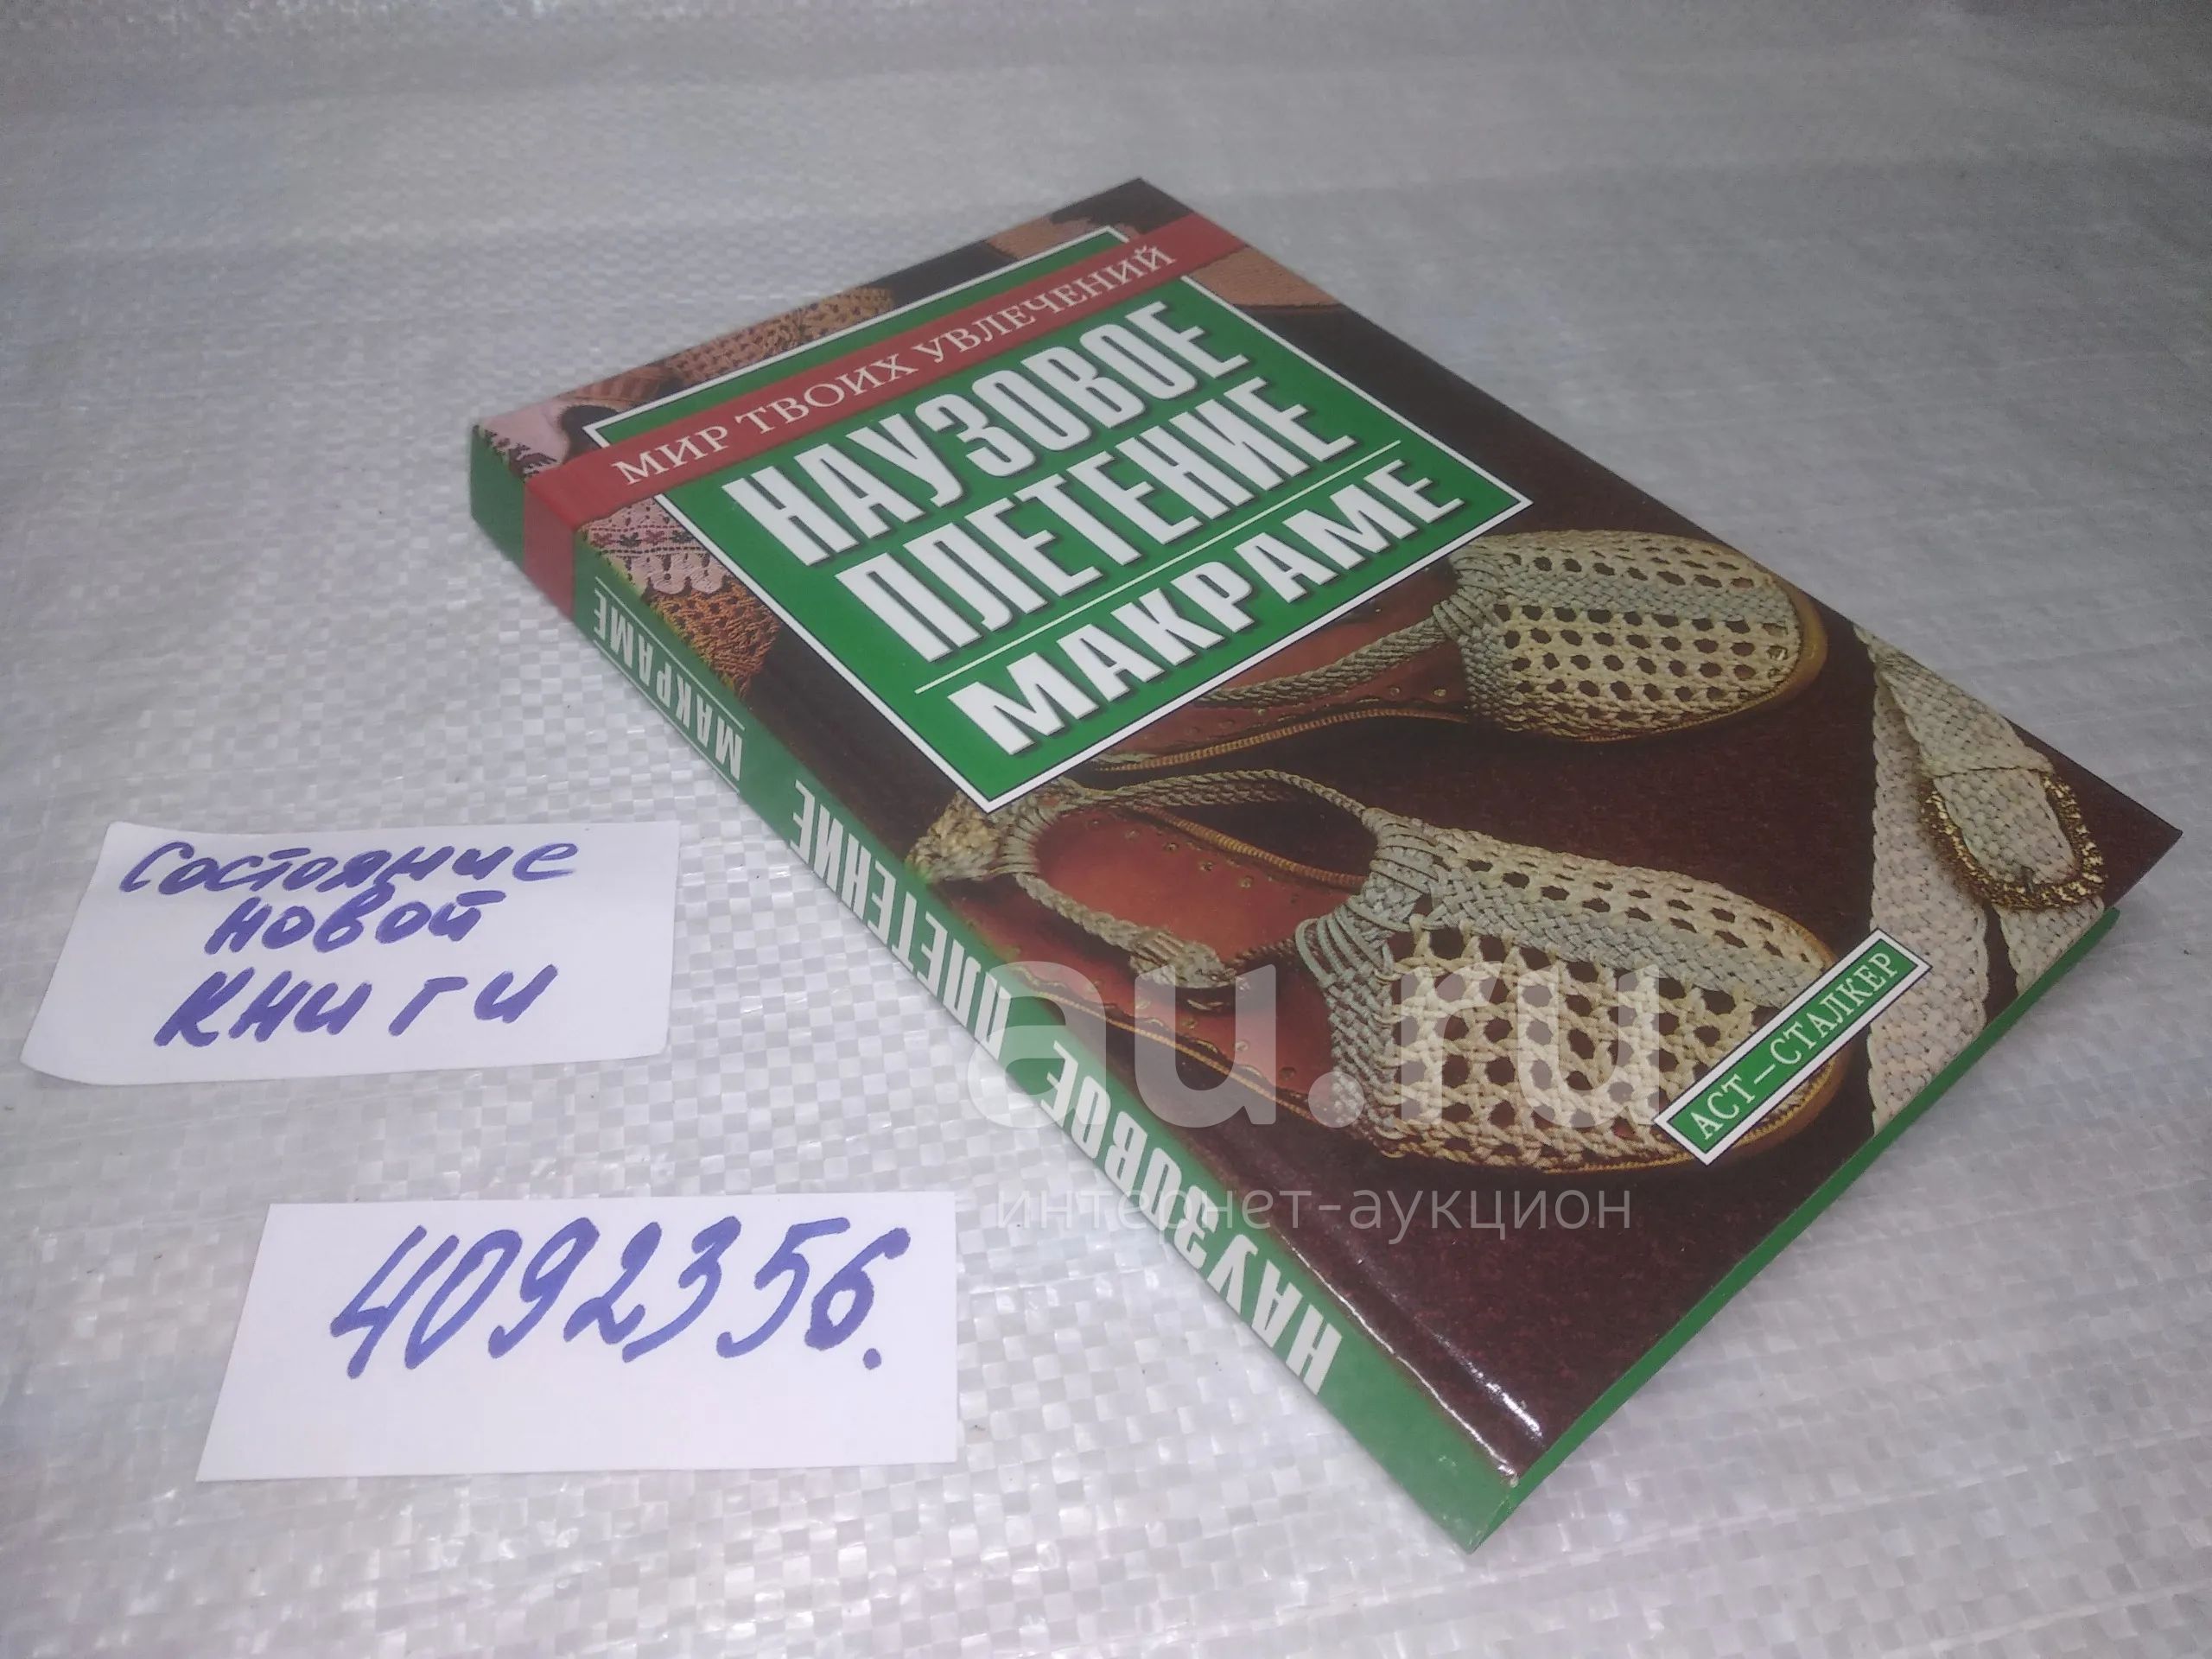 МИР ТВОИХ УВЛЕЧЕНИЙ
НАУЗОВОЕ
ПЛЕТЕНИЕ
МАКРАМЕ
АСТ-СТАЛКЕР
НАУЗОВОЕ ПЛЕТЕНИЕ МАКРАМЕ
Состояние
новой
книги
4092356.
au.ru
интернет-аукцион